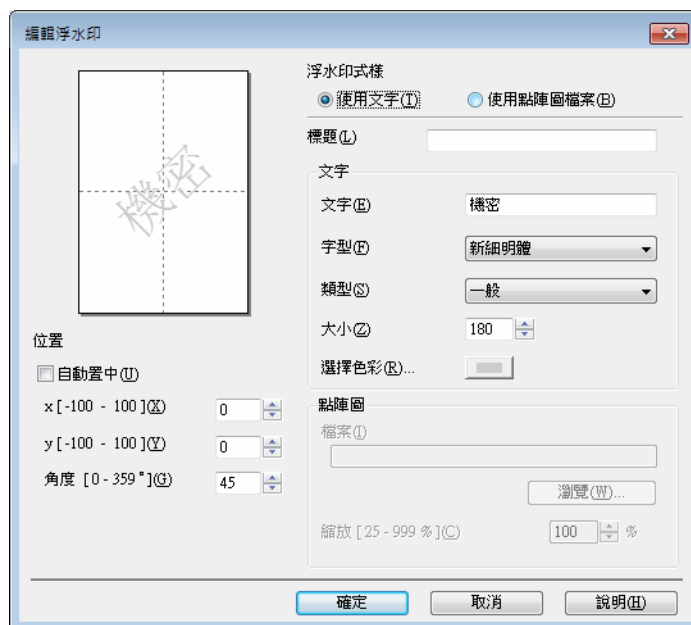 編輯浮水印
機密
浮水印式樣
使用文字(T)
使用點陣圖檔案(B)
標題(L)
文字
文字(E)
機密
字型(F)
新細明體
類型(S)
一般
大小(Z)
180
選擇色彩(R)...
位置
自動置中(U)
x [ -100 - 100 ](X)
0
y [ -100 - 100 ](Y)
0
角度 [ 0 - 359 ° ](G)
45
點陣圖
檔案(I)
瀏覽(W)...
縮放 [ 25 - 999 % ](C)
100
%
確定
取消
說明(H)